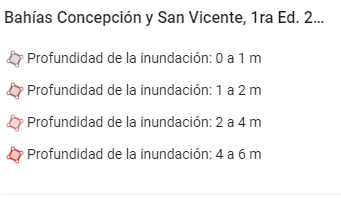 Bahías Concepción y San Vicente, 1ra Ed. 2...
Profundidad de la inundación: 0 a 1 m
Profundidad de la inundación: 1 a 2 m
Profundidad de la inundación: 2 a 4 m
Profundidad de la inundación: 4 a 6 m